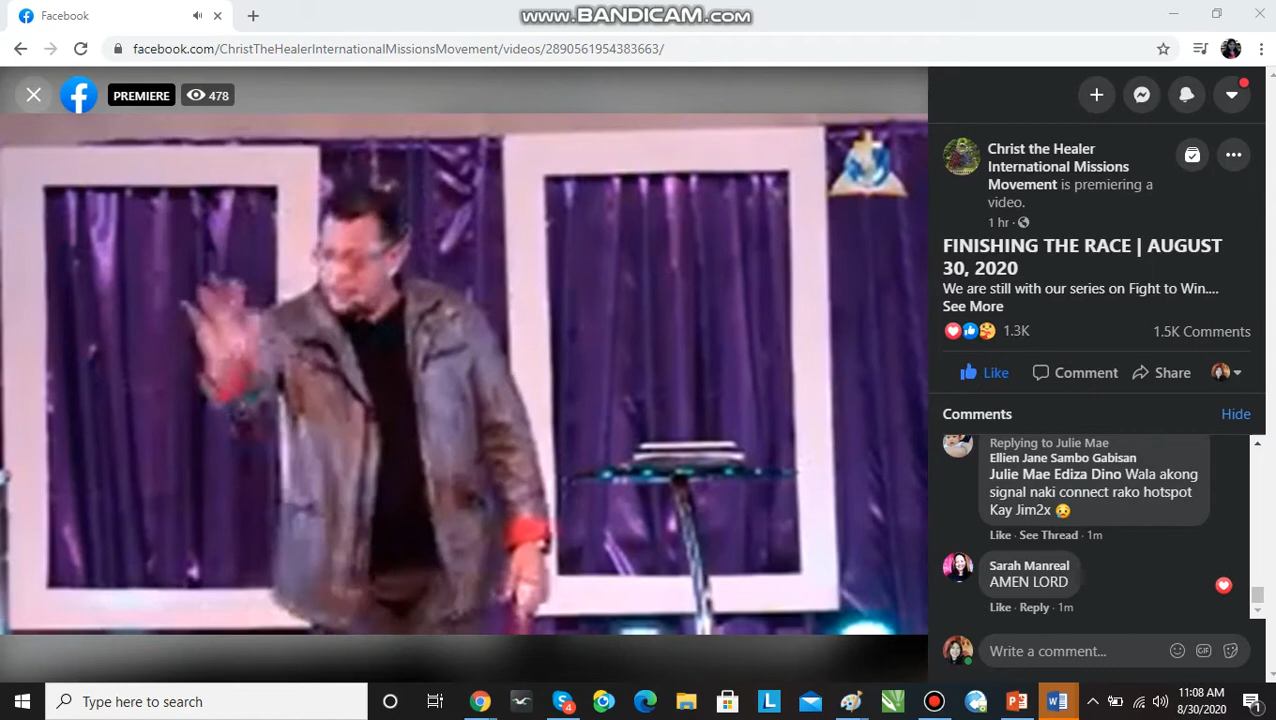 Facebook
www.BANDICAM.com
facebook.com/ChristTheHealerInternationalMissionsMovement/videos/2890561954383663/
PREMIERE
478
Christ the Healer
International Missions
Movement is premiering a
video.
1 hr
FINISHING THE RACE | AUGUST
30, 2020
We are still with our series on Fight to Win....
See More
1.3K
1.5K Comments
Like
Comment
Share
Comments
Hide
Replying to Julie Mae
Ellien Jane Sambo Gabisan
Julie Mae Ediza Dino Wala akong
signal naki connect rako hotspot
Kay Jim2x
Like · See Thread · 1m
Sarah Manreal
AMEN LORD
Like · Reply · 1m
Write a comment...
GIF
Type here to search
4
11:08 AM
8/30/2020
1